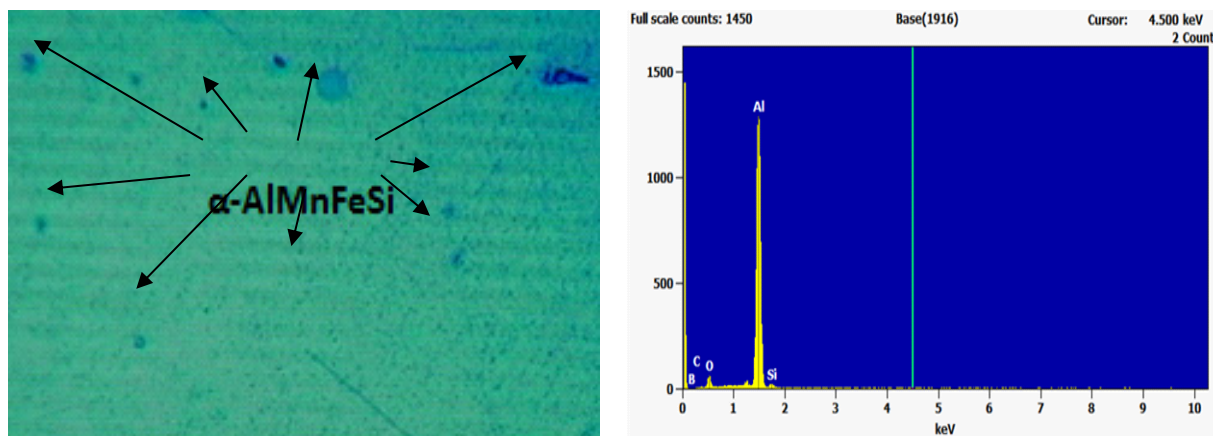 α-AlMnFeSi
Full scale counts: 1450 Base(1916) Cursor: 4.500 keV
2 Count
1500
1000
500
0
Al
C
O
B
Si
0 1 2 3 4 5 6 7 8 9 10
keV